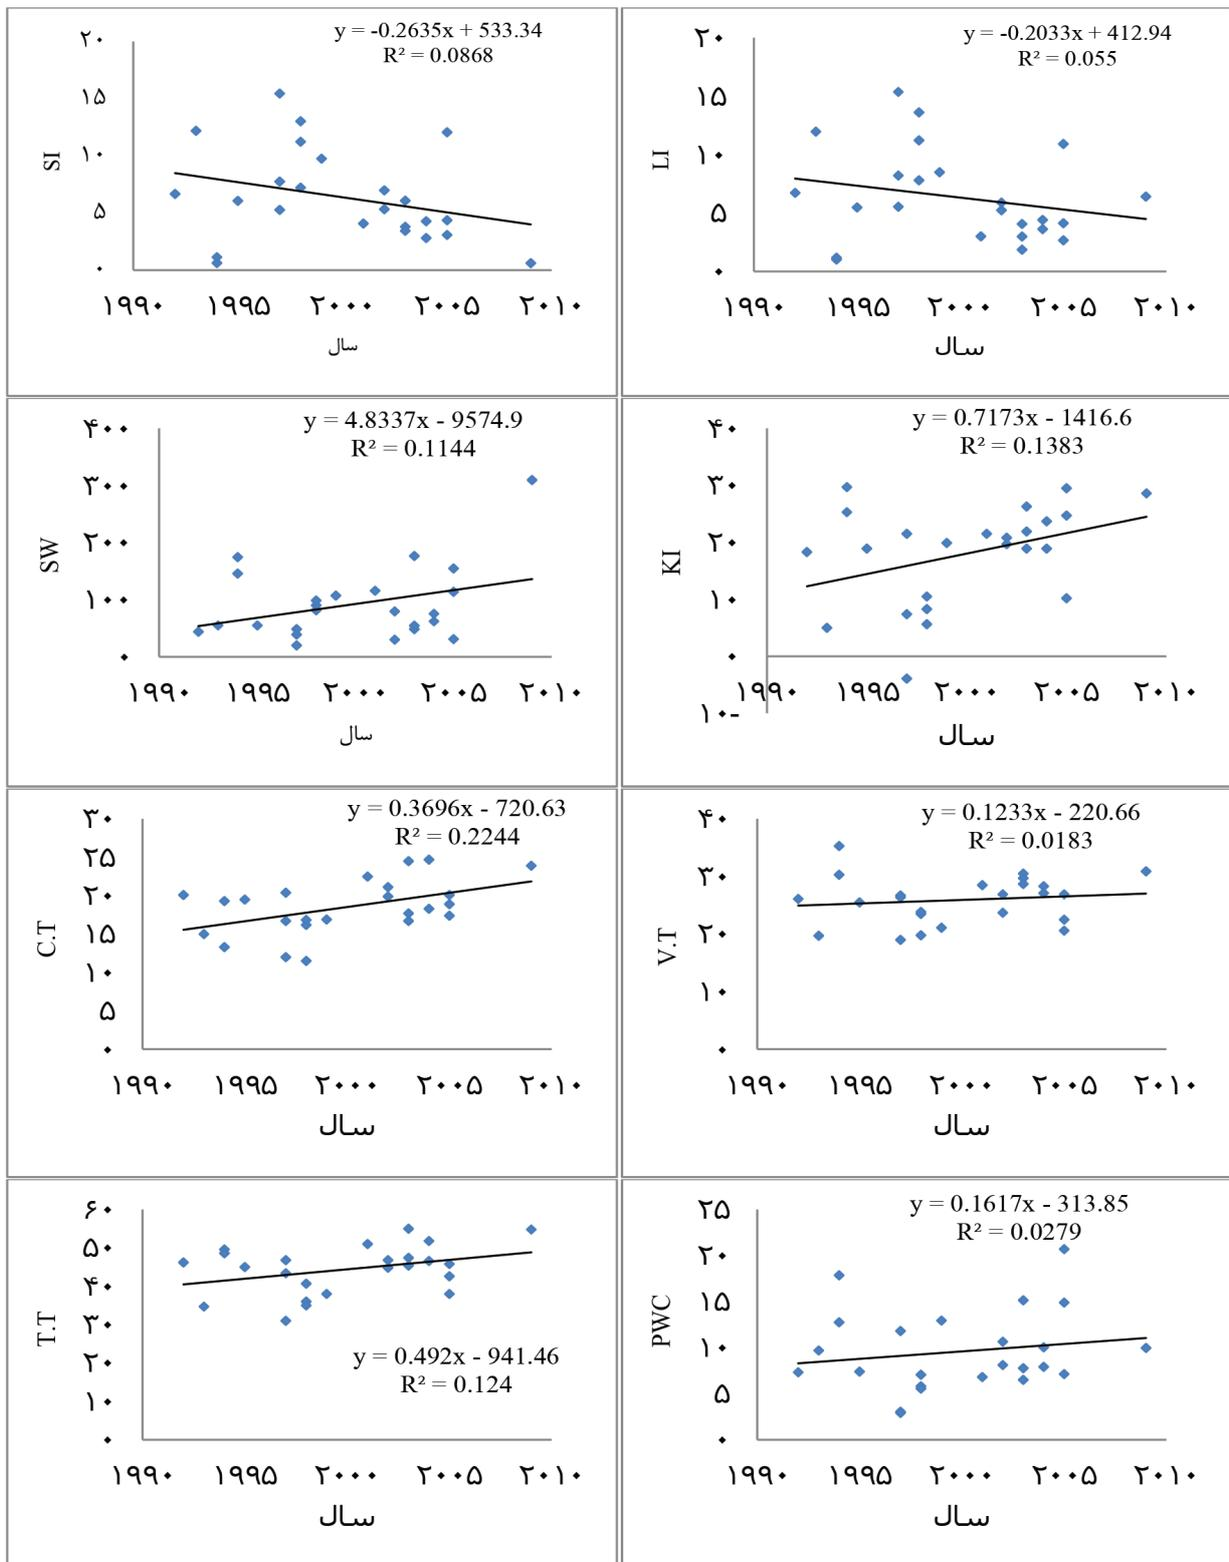 y = -0.2635x + 533.34
R² = 0.0868
۲۰
۱۵
۱۰
۵
۰
SI
۱۹۹۰ ۱۹۹۵ ۲۰۰۰ ۲۰۰۵ ۲۰۱۰
سال
y = -0.2033x + 412.94
R² = 0.055
۲۰
۱۵
۱۰
۵
۰
LI
۱۹۹۰ ۱۹۹۵ ۲۰۰۰ ۲۰۰۵ ۲۰۱۰
سال
y = 4.8337x - 9574.9
R² = 0.1144
۴۰۰
۳۰۰
۲۰۰
۱۰۰
۰
SW
۱۹۹۰ ۱۹۹۵ ۲۰۰۰ ۲۰۰۵ ۲۰۱۰
سال
y = 0.7173x - 1416.6
R² = 0.1383
۴۰
۳۰
۲۰
۱۰
۰
۱۰-
KI
۱۹۹۰ ۱۹۹۵ ۲۰۰۰ ۲۰۰۵ ۲۰۱۰
سال
y = 0.3696x - 720.63
R² = 0.2244
۳۰
۲۵
۲۰
۱۵
۱۰
۵
۰
C.T
۱۹۹۰ ۱۹۹۵ ۲۰۰۰ ۲۰۰۵ ۲۰۱۰
سال
y = 0.1233x - 220.66
R² = 0.0183
۴۰
۳۰
۲۰
۱۰
۰
V.T
۱۹۹۰ ۱۹۹۵ ۲۰۰۰ ۲۰۰۵ ۲۰۱۰
سال
۶۰
۵۰
۴۰
۳۰
۲۰
۱۰
۰
T.T
y = 0.492x - 941.46
R² = 0.124
۱۹۹۰ ۱۹۹۵ ۲۰۰۰ ۲۰۰۵ ۲۰۱۰
سال
y = 0.1617x - 313.85
R² = 0.0279
۲۵
۲۰
۱۵
۱۰
۵
۰
PWC
۱۹۹۰ ۱۹۹۵ ۲۰۰۰ ۲۰۰۵ ۲۰۱۰
سال